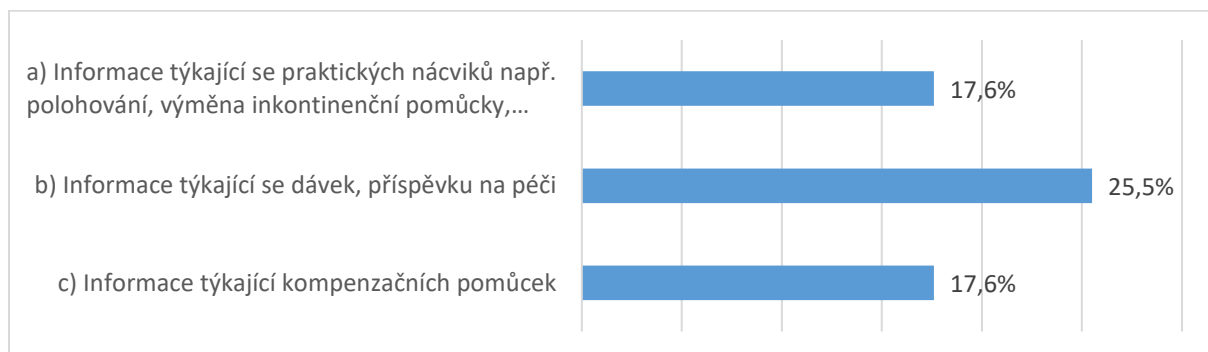 a) Informace týkající se praktických nácviků např.
polohování, výměna inkontinenční pomůcky,…
17,6%
b) Informace týkající se dávek, příspěvku na péči
25,5%
c) Informace týkající kompenzačních pomůcek
17,6%